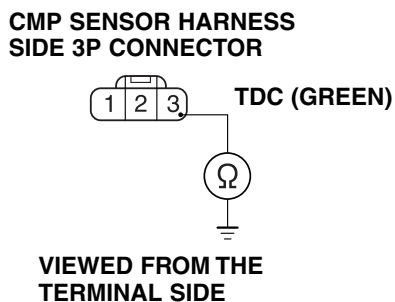 CMP SENSOR HARNESS
SIDE 3P CONNECTOR
1 2 3
TDC (GREEN)
Ω
VIEWED FROM THE
TERMINAL SIDE